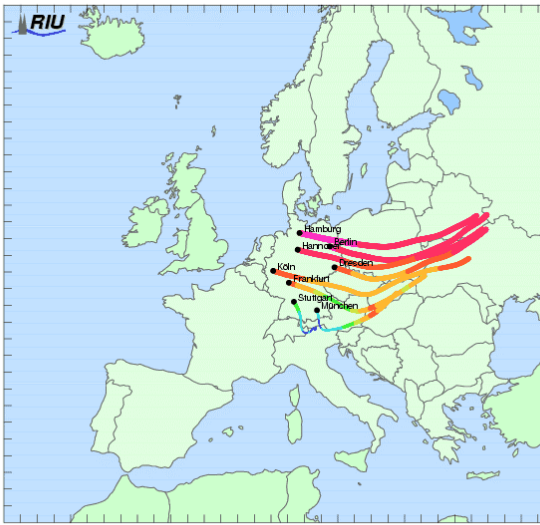 RIU
Hamburg
Berlin
Hannover
Dresden
Köln
Frankfurt
Stuttgart
München